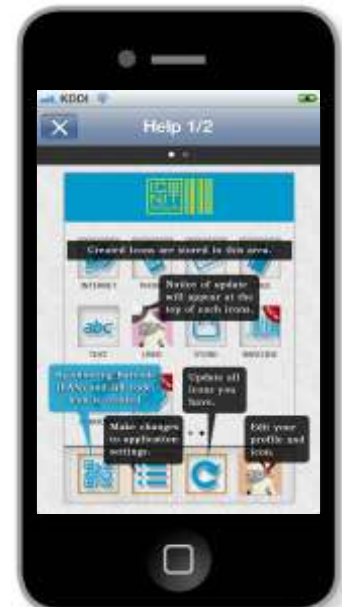 KDDI
Help 1/2
ICONIT
Created Icons are stored in this area.
INTERNET
Notice of update
will appear at the
top of each icons.
abc
TEXT
STORE
Update all
icons you
have.
Make changes
to application
settings.
Edit your
profile and
icon.